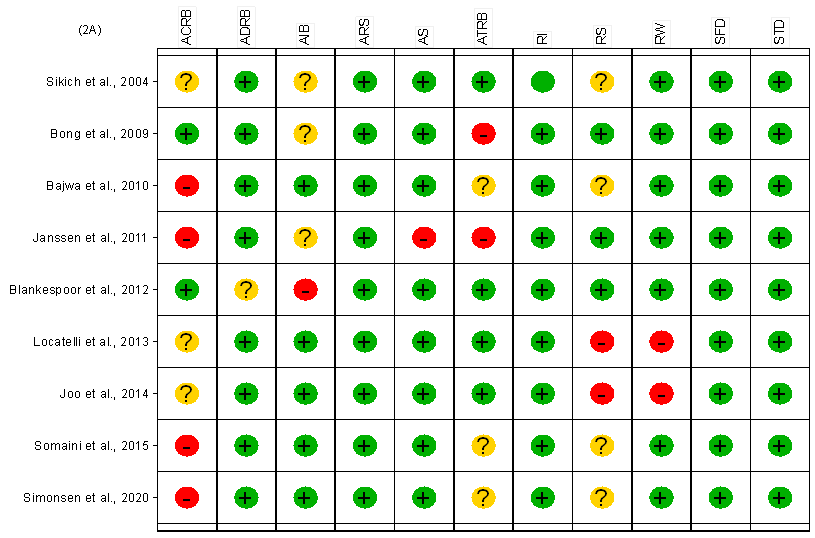 (2A) ACRB ADRB AIB ARS AS ATRB RI RS RW SFD STD
Sikich et al., 2004 ? + ? + + + ? + + +
Bong et al., 2009 + + ? + + - + + + + +
Bajwa et al., 2010 - + + + + ? + ? + + +
Janssen et al., 2011 - + ? + - - + + + + +
Blankespoor et al., 2012 + ? - + + + + + + + +
Locatelli et al., 2013 ? + + + + + + - - + +
Joo et al., 2014 ? + + + + + + - - + +
Somaini et al., 2015 - + + + + ? + ? + + +
Simonsen et al., 2020 - + + + + ? + ? + + +